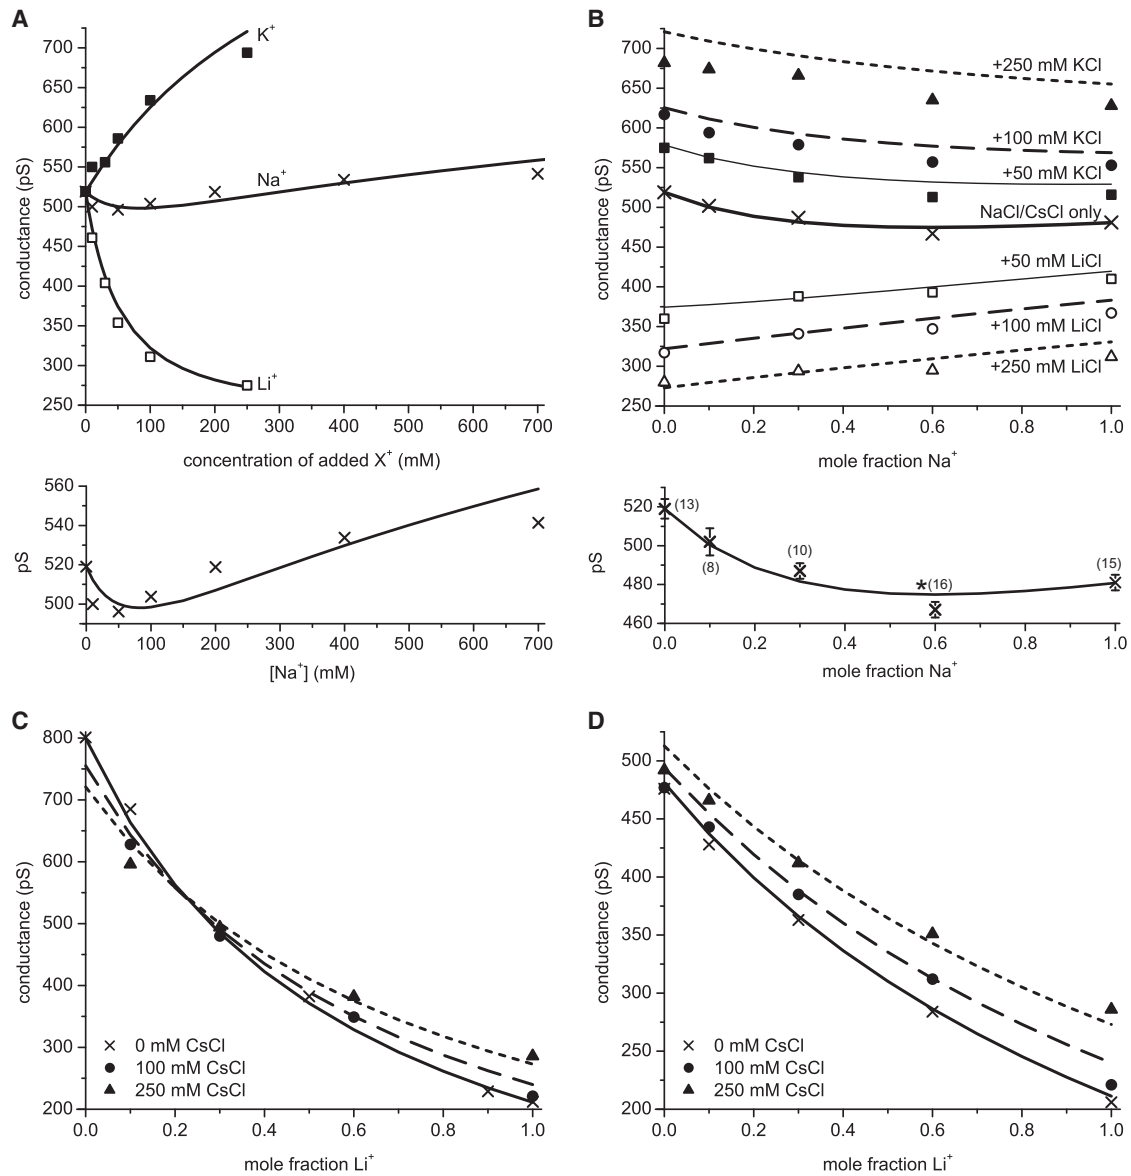 A
K⁺
700
650
600
550
500
450
400
350
300
250
conductance (pS)
Na⁺
Li⁺
0 100 200 300 400 500 600 700
concentration of added X⁺ (mM)
560
540
520
500
pS
0 100 200 300 400 500 600 700
[Na⁺] (mM)
B
700
650
600
550
500
450
400
350
300
250
conductance (pS)
+250 mM KCl
+100 mM KCl
+50 mM KCl
NaCl/CsCl only
+50 mM LiCl
+100 mM LiCl
+250 mM LiCl
0.0 0.2 0.4 0.6 0.8 1.0
mole fraction Na⁺
520
500
480
460
pS
(13)
(8)
(10)
*(16)
(15)
0.0 0.2 0.4 0.6 0.8 1.0
mole fraction Na⁺
C
800
700
600
500
400
300
200
conductance (pS)
0 mM CsCl
100 mM CsCl
250 mM CsCl
0.0 0.2 0.4 0.6 0.8 1.0
mole fraction Li⁺
D
500
450
400
350
300
250
200
conductance (pS)
0 mM CsCl
100 mM CsCl
250 mM CsCl
0.0 0.2 0.4 0.6 0.8 1.0
mole fraction Li⁺